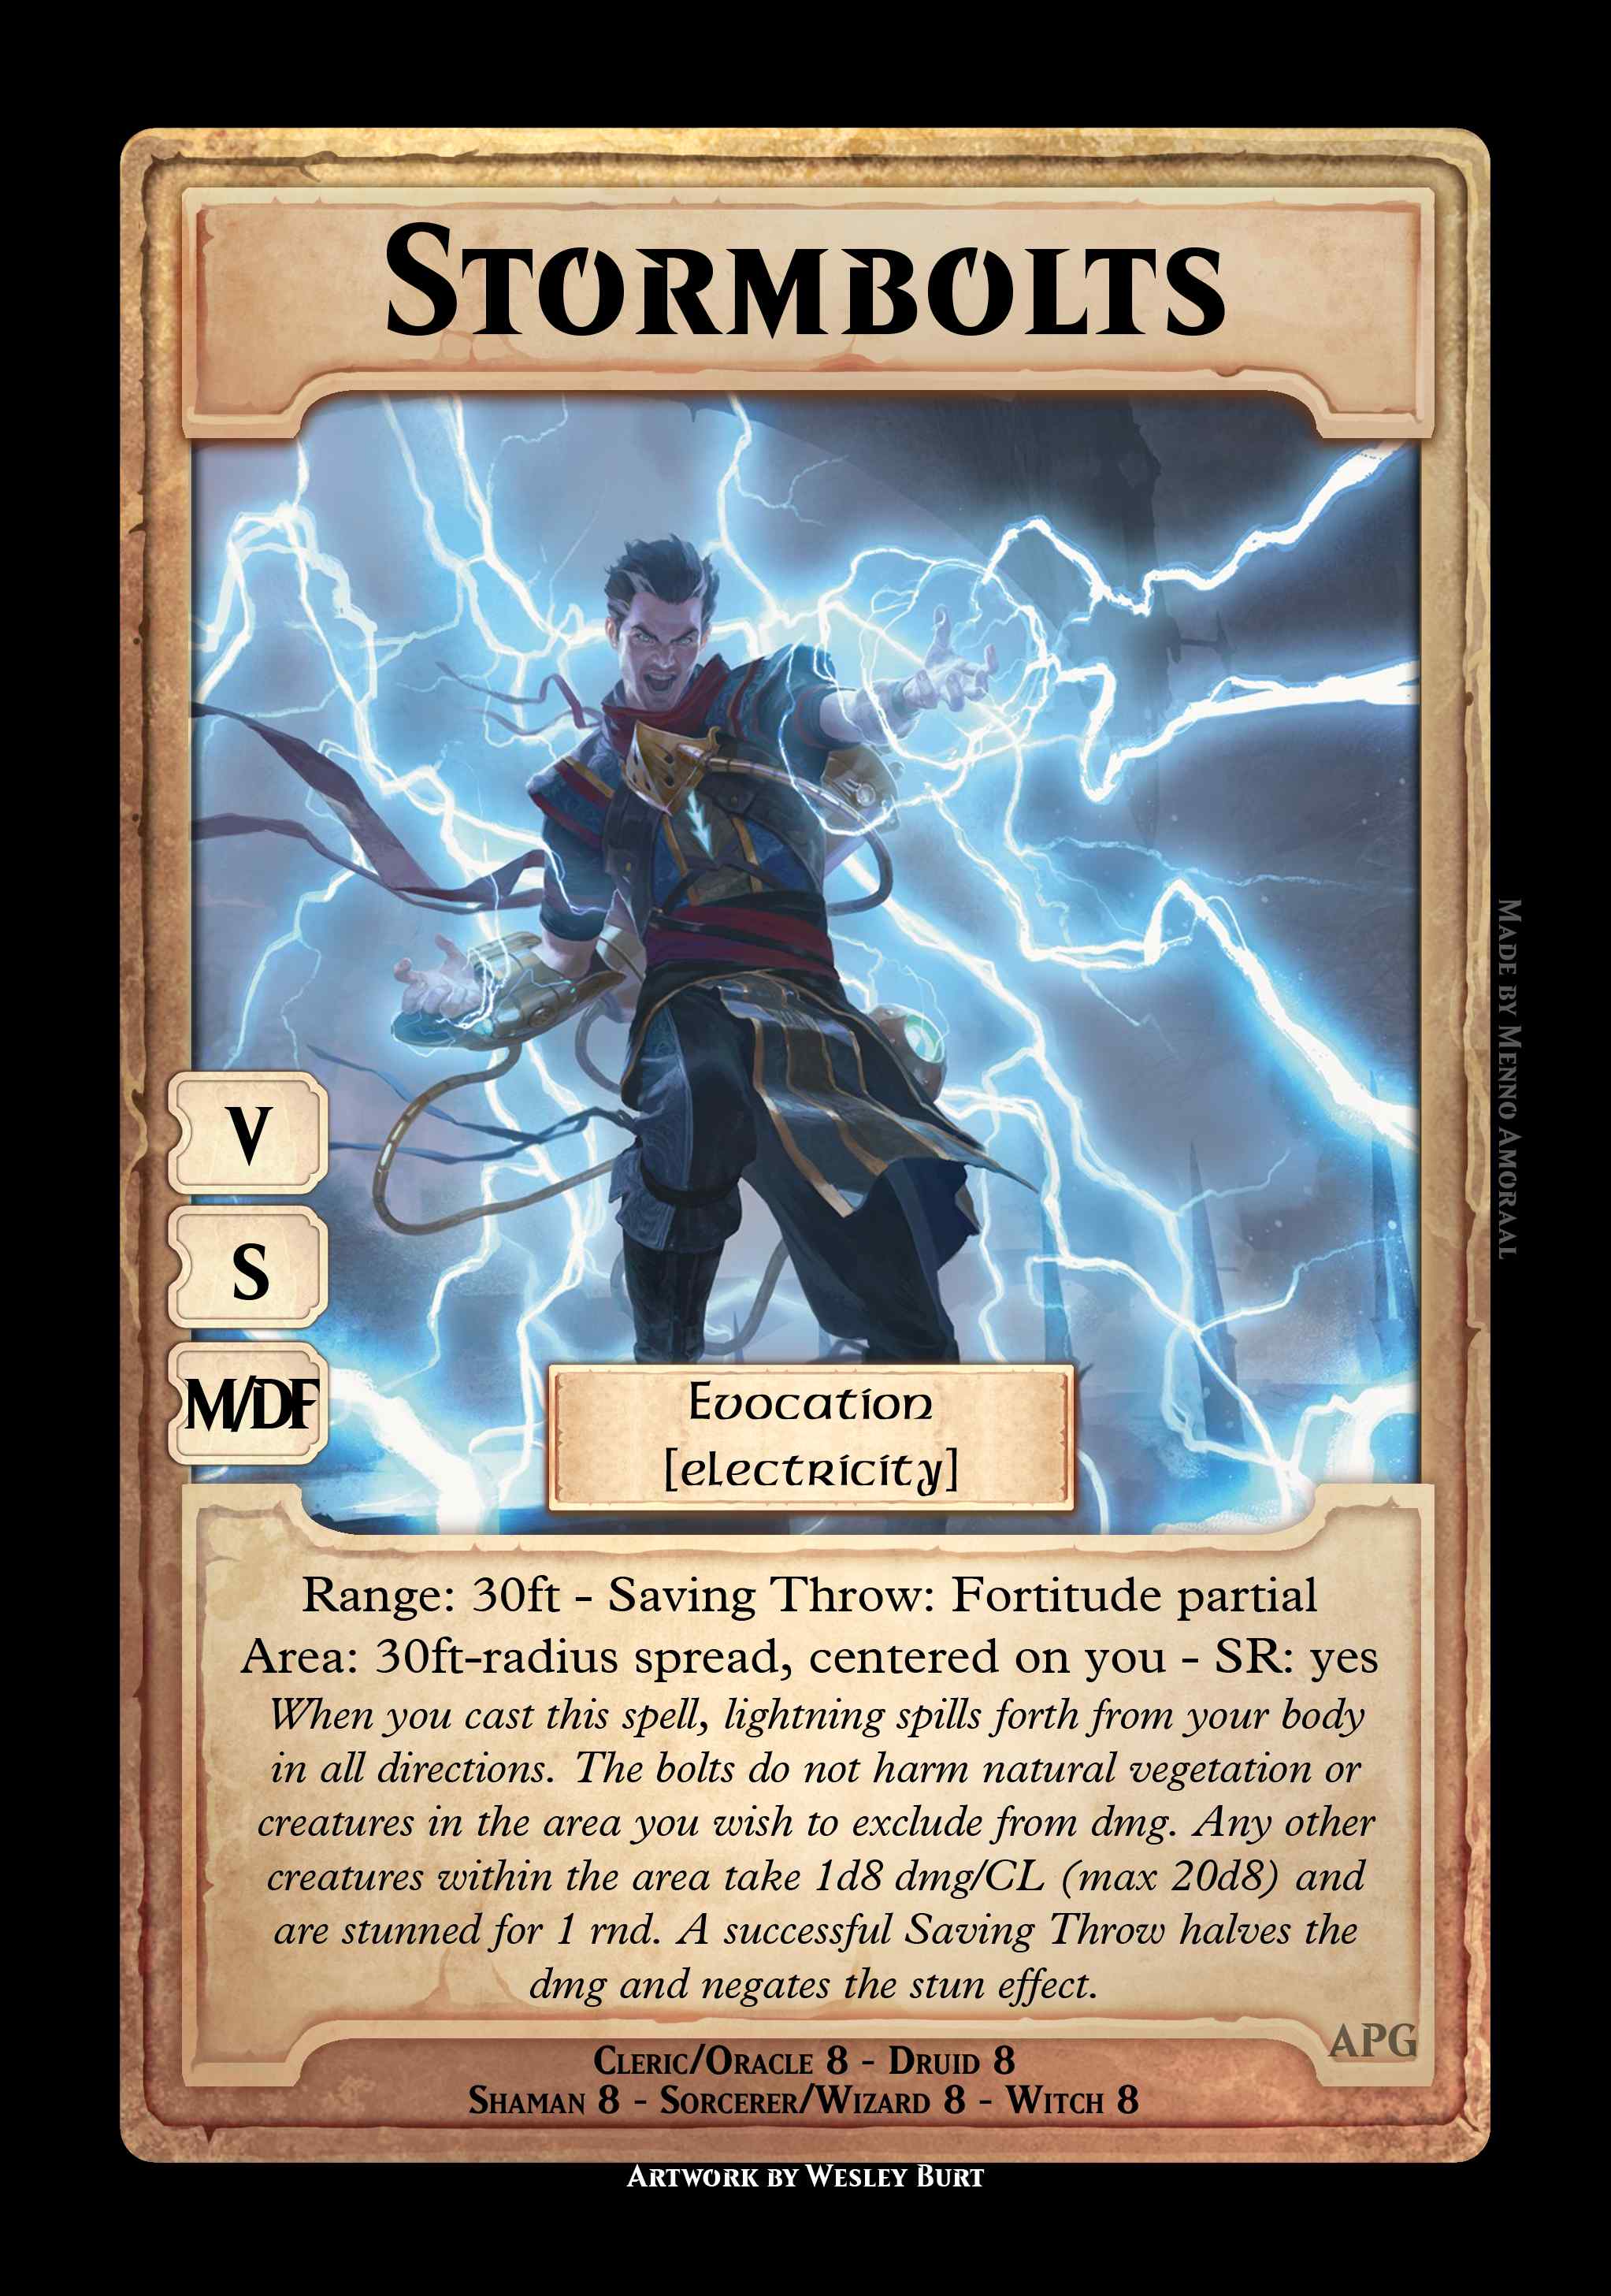 Stormbolts
V
S
M/DF
Evocation
[electricity]
Range: 30ft - Saving Throw: Fortitude partial
Area: 30ft-radius spread, centered on you - SR: yes
When you cast this spell, lightning spills forth from your body
in all directions. The bolts do not harm natural vegetation or
creatures in the area you wish to exclude from dmg. Any other
creatures within the area take 1d8 dmg/CL (max 20d8) and
are stunned for 1 rnd. A successful Saving Throw halves the
dmg and negates the stun effect.
APG
Cleric/Oracle 8 - Druid 8
Shaman 8 - Sorcerer/Wizard 8 - Witch 8
Artwork by Wesley Burt
Made by Menno Amoraal